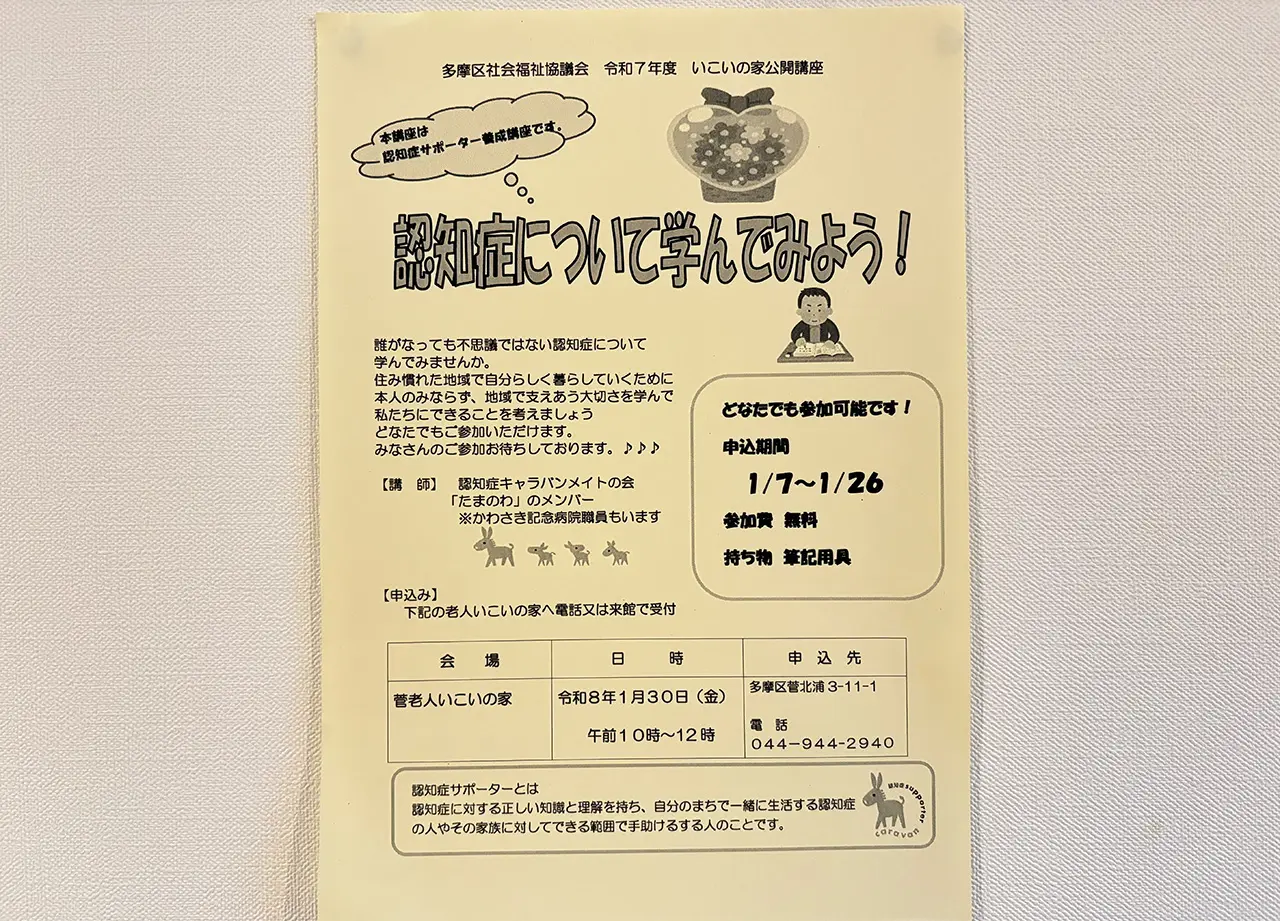 多摩区社会福祉協議会　令和７年度　いこいの家公開講座
本講座は
認知症サポーター養成講座です。
認知症について学んでみよう！
誰がなっても不思議ではない認知症について
学んでみませんか。
住み慣れた地域で自分らしく暮らしていくために
本人のみならず、地域で支えあう大切さを学んで
私たちにできることを考えましょう
どなたでもご参加いただけます。
みなさんのご参加お待ちしております。♪♪♪
【講　師】　認知症キャラバンメイトの会
「たまのわ」のメンバー
※かわさき記念病院職員もいます
どなたでも参加可能です！
申込期間
1/7～1/26
参加費　無料
持ち物　筆記用具
【申込み】
下記の老人いこいの家へ電話又は来館で受付
会　場　日　時　申　込　先
菅老人いこいの家
令和８年１月３０日（金）
午前１０時～１２時
多摩区菅北浦３-１１-１
電　話
０４４－９４４-２９４０
認知症サポーターとは
認知症に対する正しい知識と理解を持ち、自分のまちで一緒に生活する認知症
の人やその家族に対してできる範囲で手助けするする人のことです。
supporter
caravan